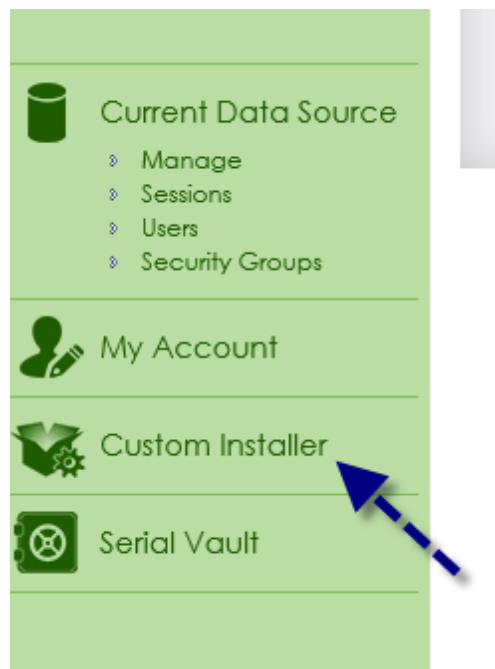 Current Data Source
Manage
Sessions
Users
Security Groups
My Account
Custom Installer
Serial Vault